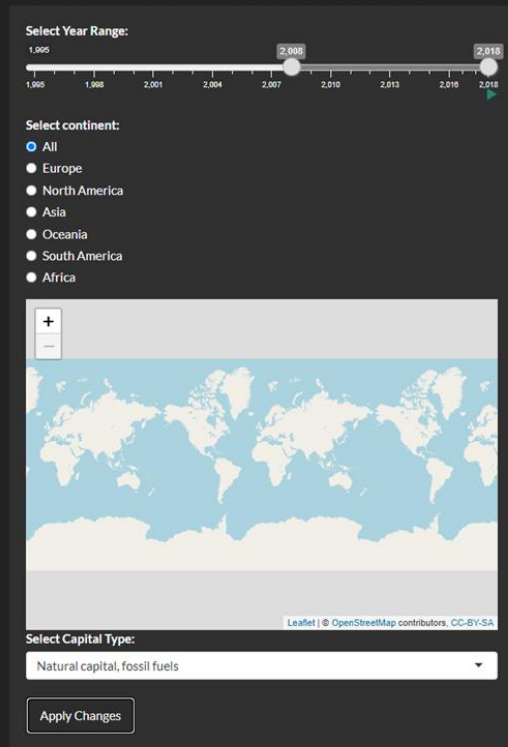 Select Year Range:
1,995 2,008 2,018
1,995 1,998 2,001 2,004 2,007 2,010 2,013 2,016 2,018
Select continent:
All
Europe
North America
Asia
Oceania
South America
Africa
+
−
Leaflet | © OpenStreetMap contributors, CC-BY-SA
Select Capital Type:
Natural capital, fossil fuels
Apply Changes